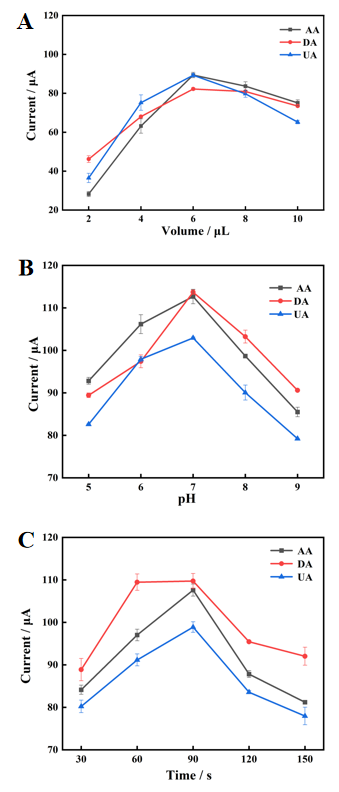 A
120
100
80
60
40
20
Current / μA
AA
DA
UA
2 4 6 8 10
Volume / μL
B
120
110
100
90
80
70
Current / μA
AA
DA
UA
5 6 7 8 9
pH
C
120
110
100
90
80
70
Current / μA
AA
DA
UA
30 60 90 120 150
Time / s